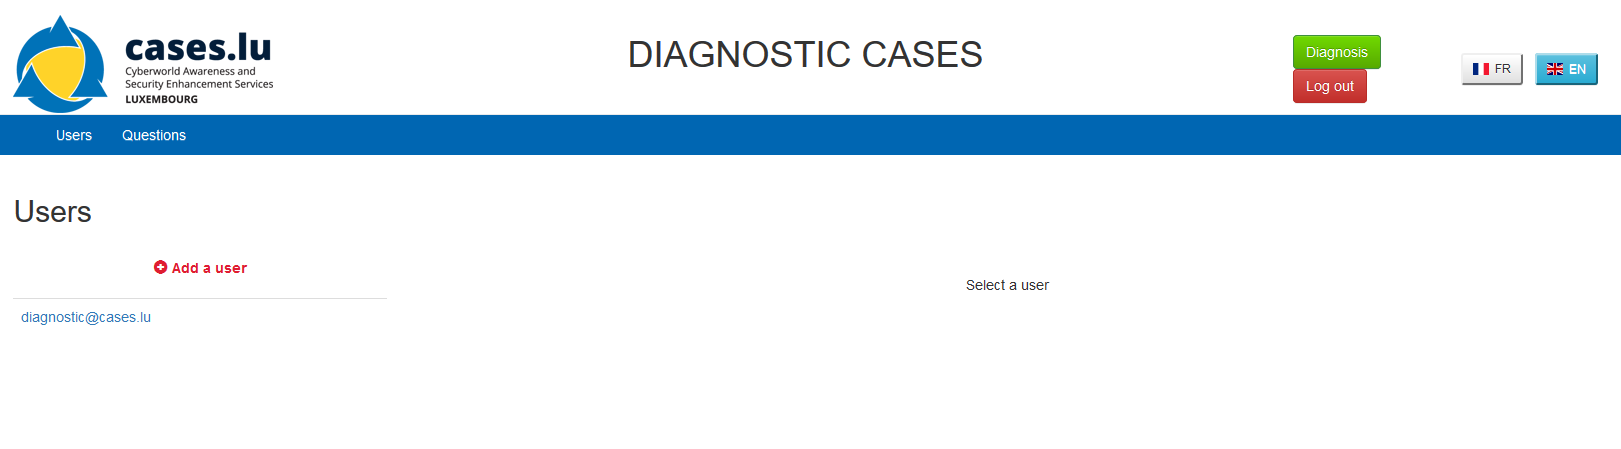 cases.lu
Cyberworld Awareness and
Security Enhancement Services
LUXEMBOURG
DIAGNOSTIC CASES
Diagnosis
Log out
FR
EN
Users
Questions
Users
Add a user
Select a user
diagnostic@cases.lu